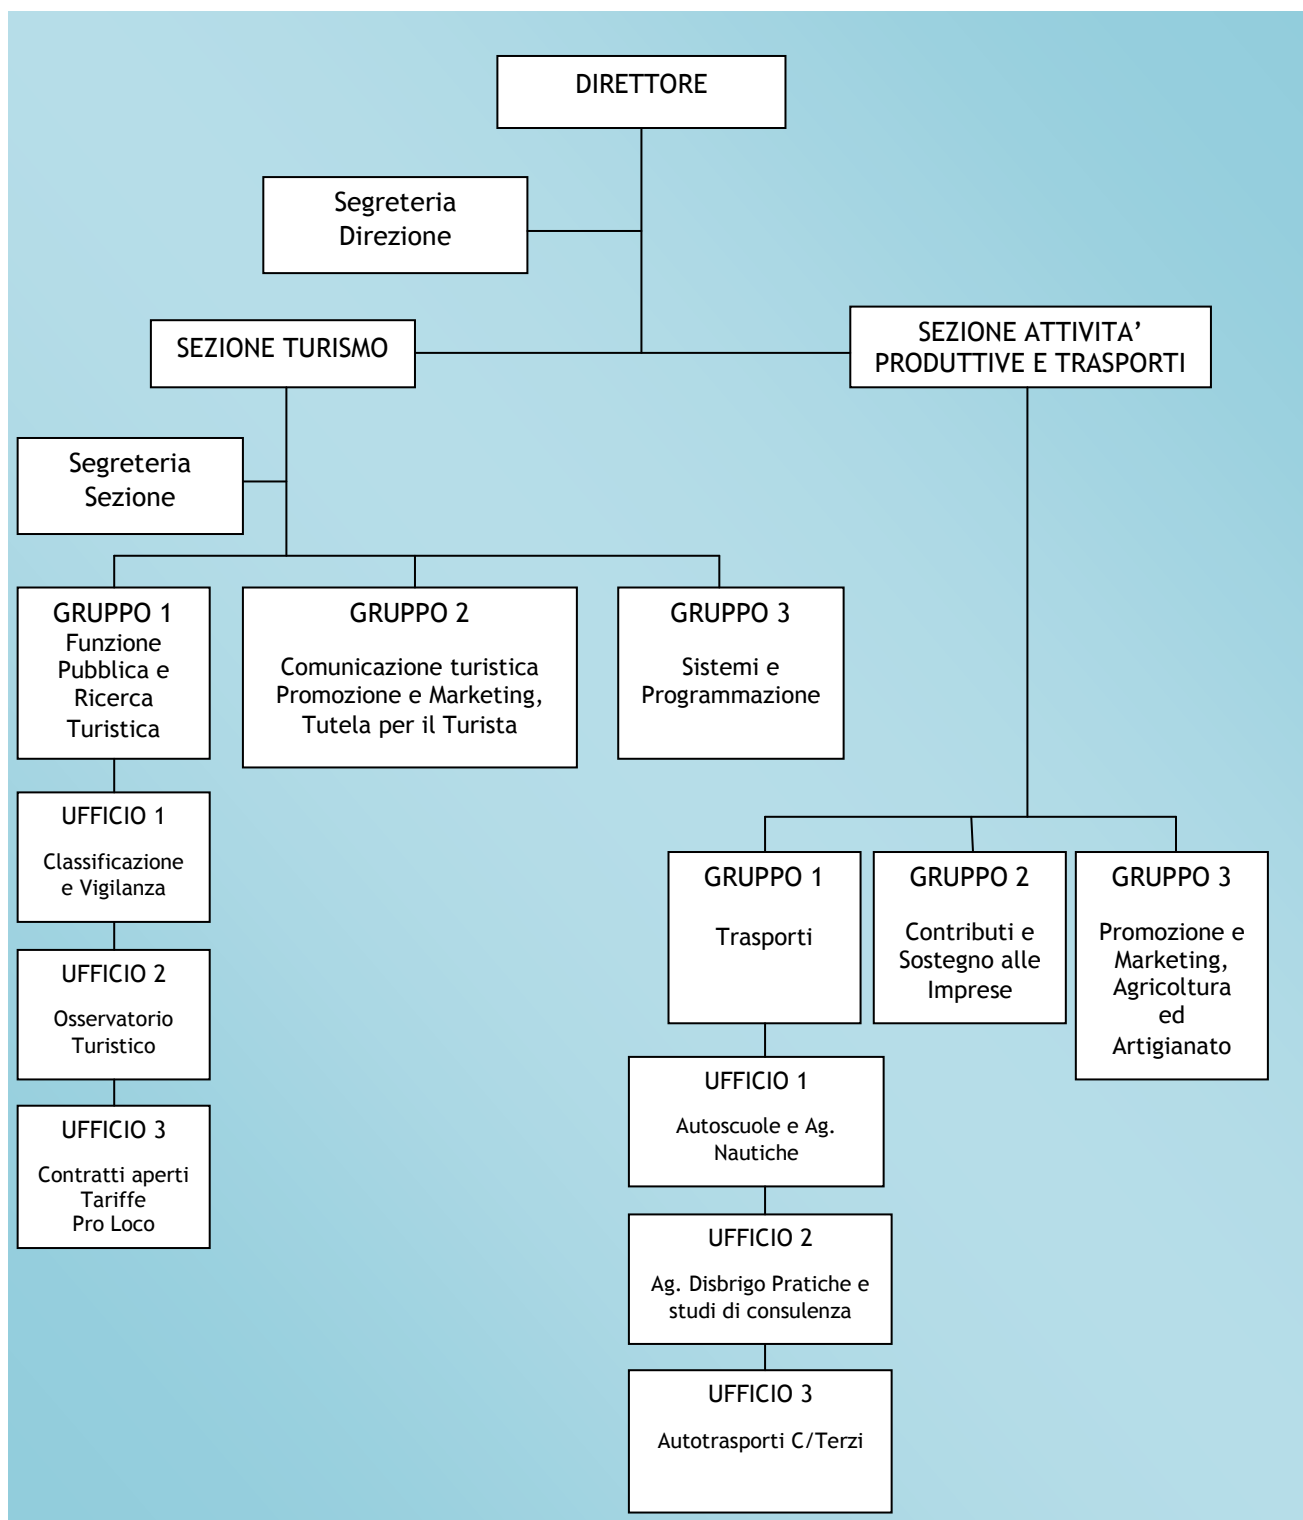 DIRETTORE
Segreteria
Direzione
SEZIONE TURISMO
SEZIONE ATTIVITA’
PRODUTTIVE E TRASPORTI
Segreteria
Sezione
GRUPPO 1
Funzione
Pubblica e
Ricerca
Turistica
GRUPPO 2
Comunicazione turistica
Promozione e Marketing,
Tutela per il Turista
GRUPPO 3
Sistemi e
Programmazione
UFFICIO 1
Classificazione
e Vigilanza
UFFICIO 2
Osservatorio
Turistico
UFFICIO 3
Contratti aperti
Tariffe
Pro Loco
GRUPPO 1
Trasporti
GRUPPO 2
Contributi e
Sostegno alle
Imprese
GRUPPO 3
Promozione e
Marketing,
Agricoltura
ed
Artigianato
UFFICIO 1
Autoscuole e Ag.
Nautiche
UFFICIO 2
Ag. Disbrigo Pratiche e
studi di consulenza
UFFICIO 3
Autotrasporti C/Terzi